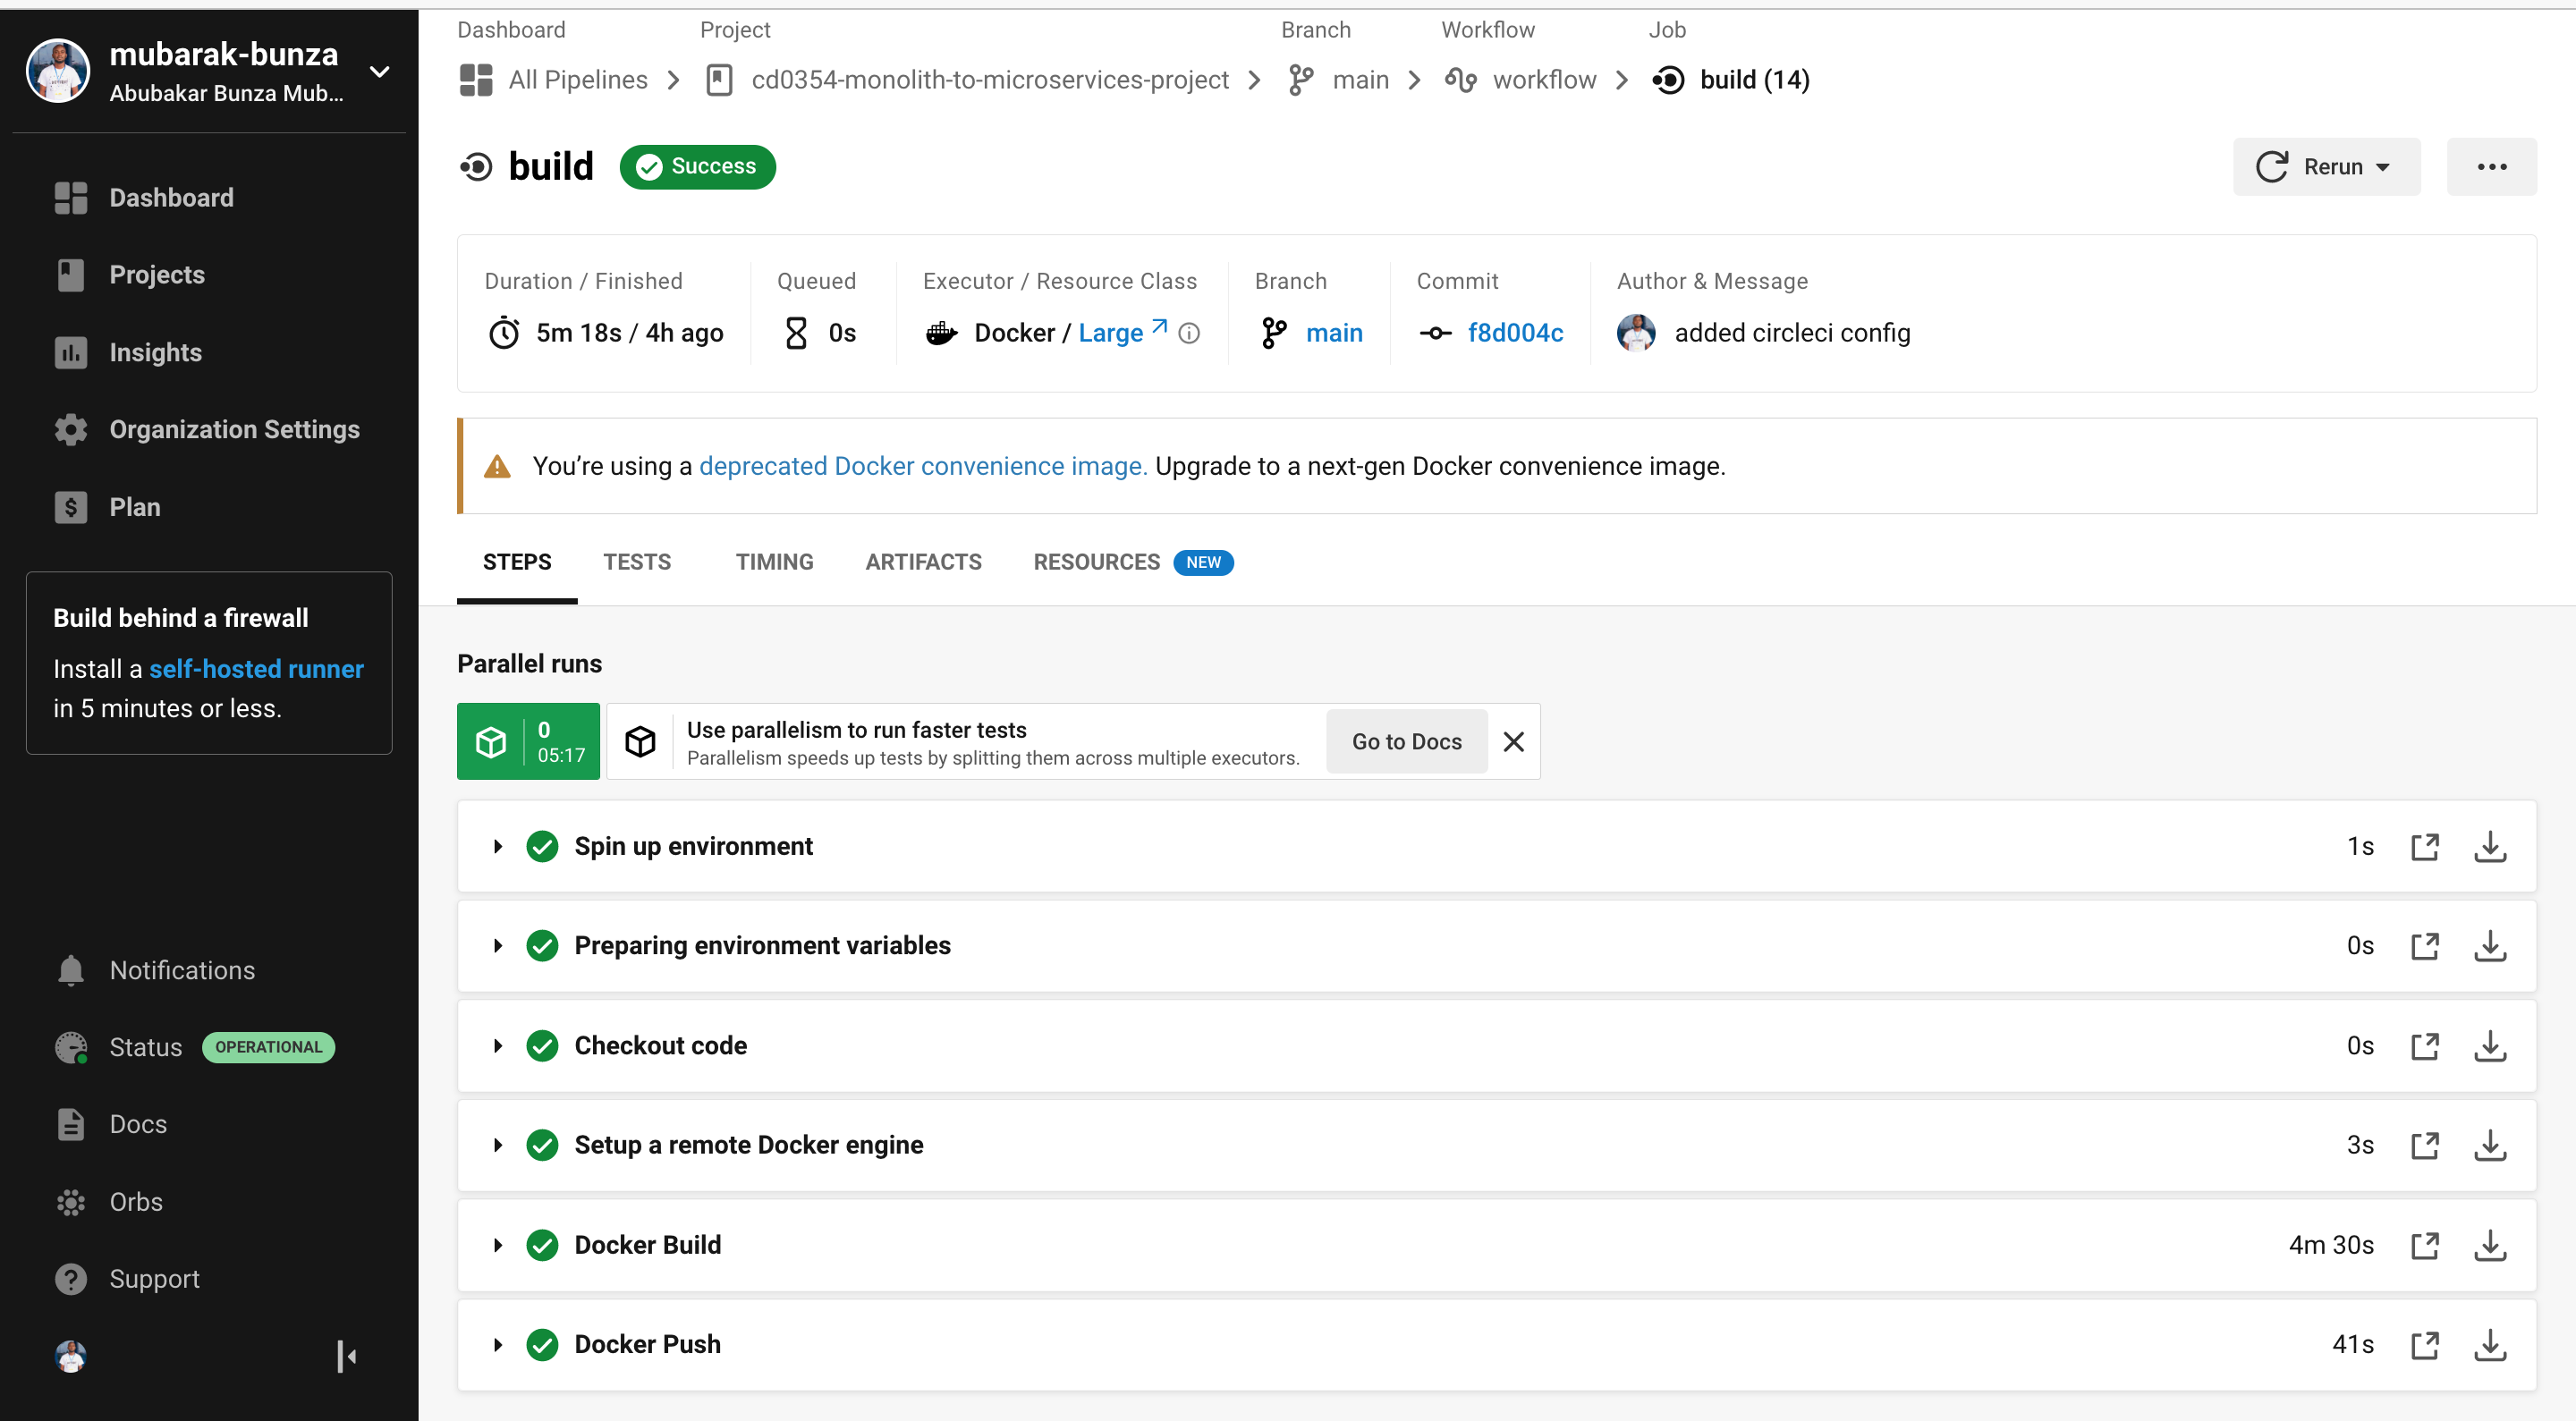 mubarak-bunza
Abubakar Bunza Mub...
Dashboard
Projects
Insights
Organization Settings
Plan
Build behind a firewall
Install a self-hosted runner
in 5 minutes or less.
Notifications
Status OPERATIONAL
Docs
Orbs
Support
Dashboard Project Branch Workflow Job
All Pipelines cd0354-monolith-to-microservices-project main workflow build (14)
build Success
Rerun
Duration / Finished Queued Executor / Resource Class Branch Commit Author & Message
5m 18s / 4h ago 0s Docker / Large main f8d004c added circleci config
You’re using a deprecated Docker convenience image. Upgrade to a next-gen Docker convenience image.
STEPS TESTS TIMING ARTIFACTS RESOURCES NEW
Parallel runs
0
05:17
Use parallelism to run faster tests
Parallelism speeds up tests by splitting them across multiple executors.
Go to Docs
Spin up environment 1s
Preparing environment variables 0s
Checkout code 0s
Setup a remote Docker engine 3s
Docker Build 4m 30s
Docker Push 41s